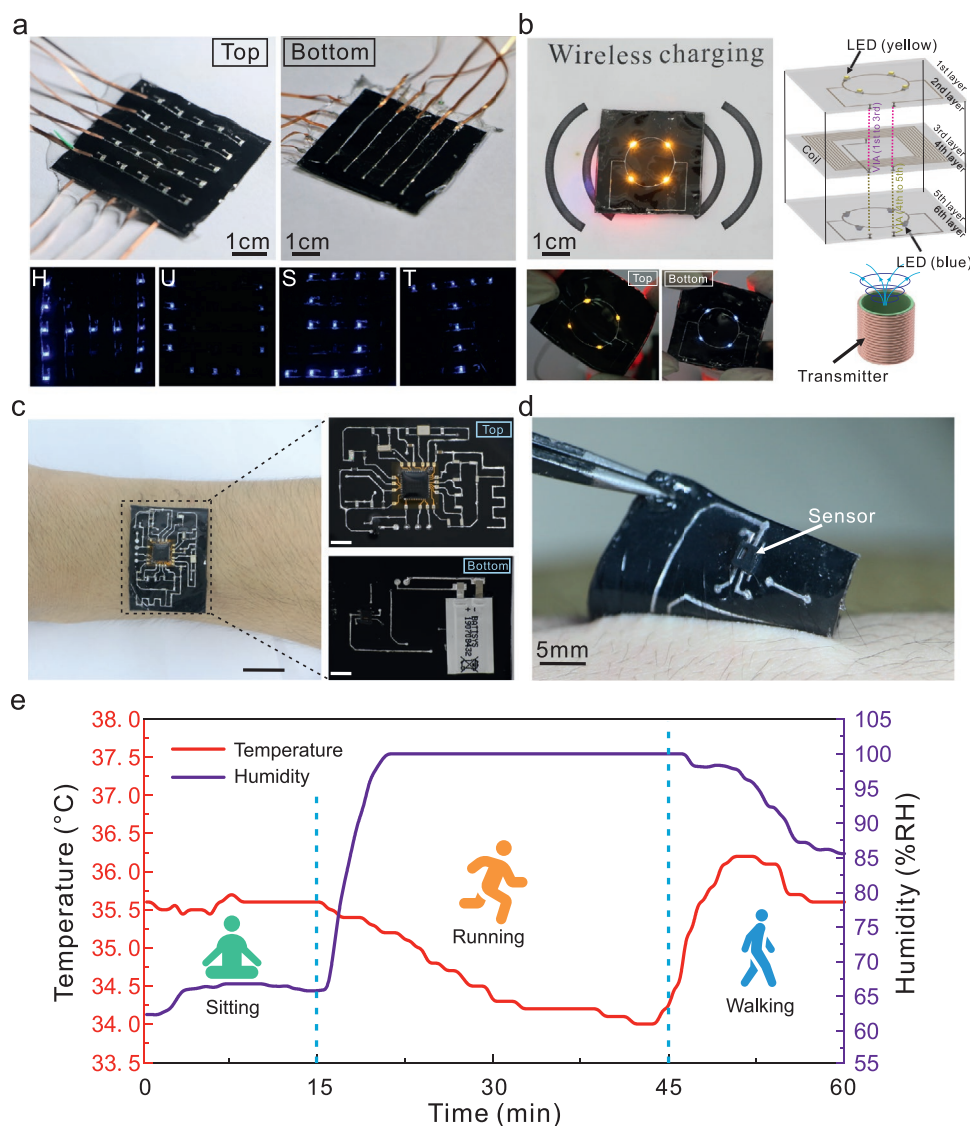 a
Top
Bottom
1cm
1cm
H
U
S
T
b
Wireless charging
1cm
Top
Bottom
LED (yellow)
1st layer
2nd layer
3rd layer
4th layer
Coil
VIA (1st to 3rd)
VIA (4th to 5th)
5th layer
6th layer
LED (blue)
Transmitter
c
Top
Bottom
- BATTSYS
d
Sensor
5mm
e
38. 0
37. 5
37. 0
36. 5
36. 0
35. 5
35. 0
34. 5
34. 0
33. 5
Temperature (°C)
Temperature
Humidity
Sitting
Running
Walking
105
100
95
90
85
80
75
70
65
60
55
Humidity (%RH)
0
15
30
45
60
Time (min)